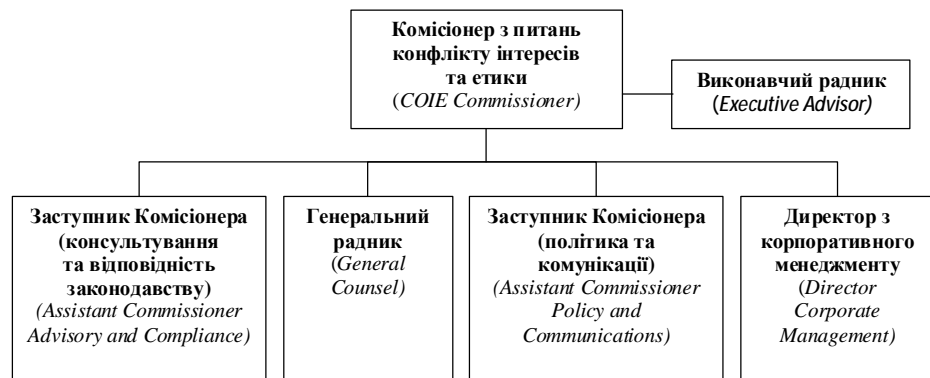 Комісіонер з питань
конфлікту інтересів
та етики
(COIE Commissioner)
Виконавчий радник
(Executive Advisor)
Заступник Комісіонера
(консультування
та відповідність
законодавству)
(Assistant Commissioner
Advisory and Compliance)
Генеральний
радник
(General
Counsel)
Заступник Комісіонера
(політика та
комунікації)
(Assistant Commissioner
Policy and
Communications)
Директор з
корпоративного
менеджменту
(Director
Corporate
Management)